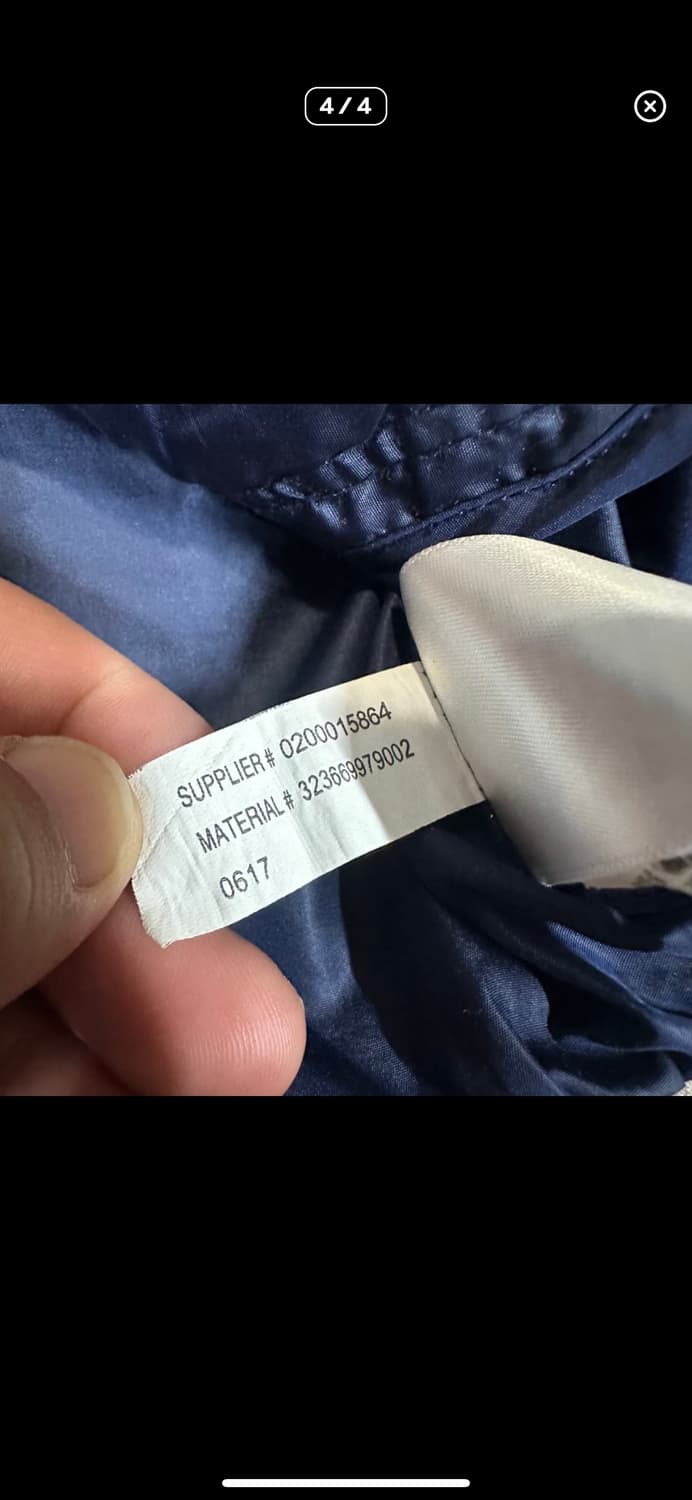 4/4
SUPPLIER# 0200015864
MATERIAL# 323669979002
0617